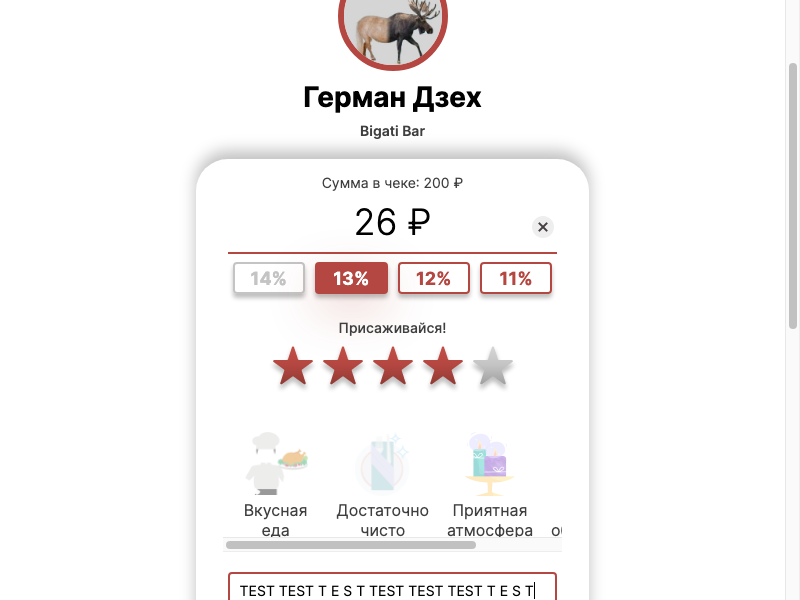 Герман Дзех
Bigati Bar
Сумма в чеке: 200 ₽
26 ₽
14% 13% 12% 11%
Присаживайся!
Вкусная еда
Достаточно чисто
Приятная атмосфера
TEST TEST T E S T TEST TEST TEST T E S T